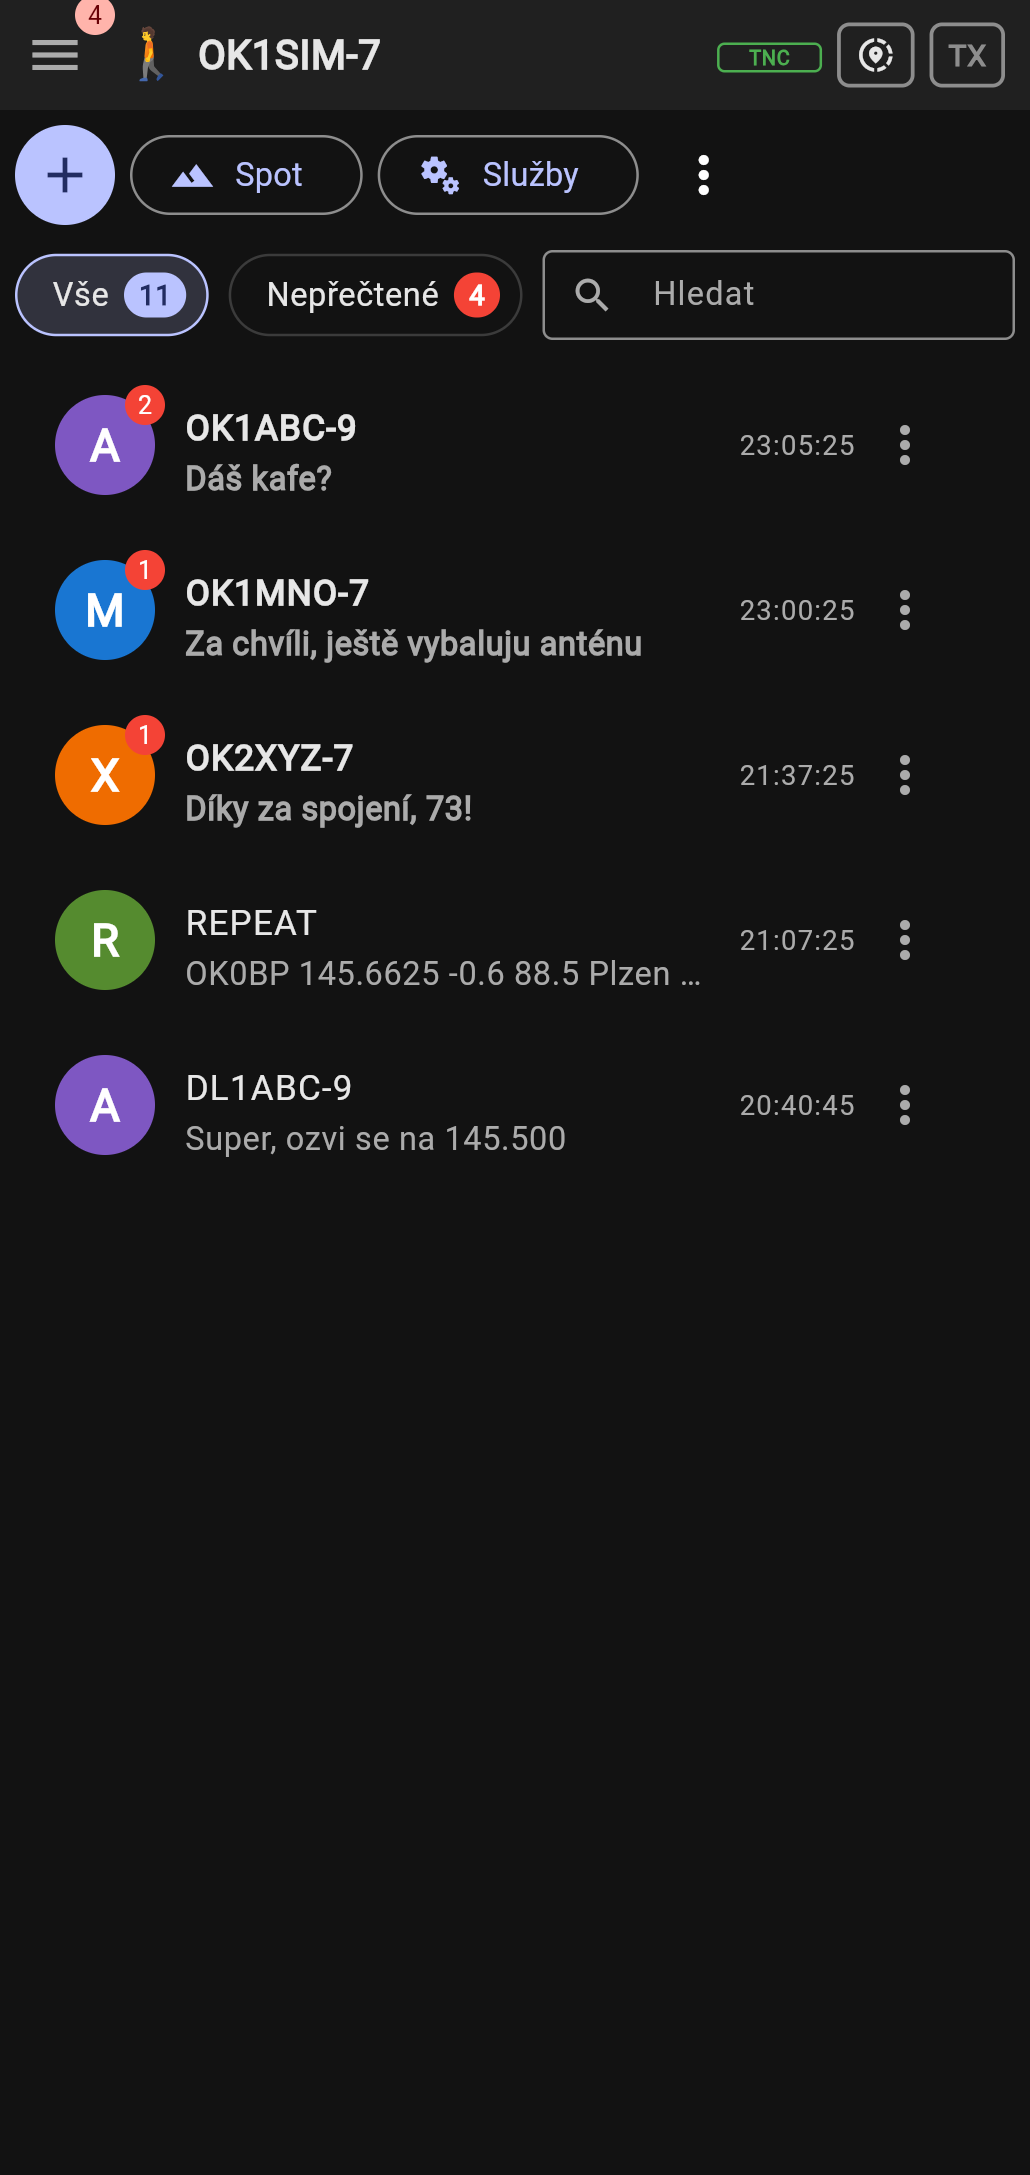 4
OK1SIM-7
TNC
TX
Spot
Služby
Vše 11
Nepřečtené 4
Hledat
A 2
OK1ABC-9
Dáš kafe?
23:05:25
M 1
OK1MNO-7
Za chvíli, ještě vybaluju anténu
23:00:25
X 1
OK2XYZ-7
Díky za spojení, 73!
21:37:25
R
REPEAT
OK0BP 145.6625 -0.6 88.5 Plzen ...
21:07:25
A
DL1ABC-9
Super, ozvi se na 145.500
20:40:45